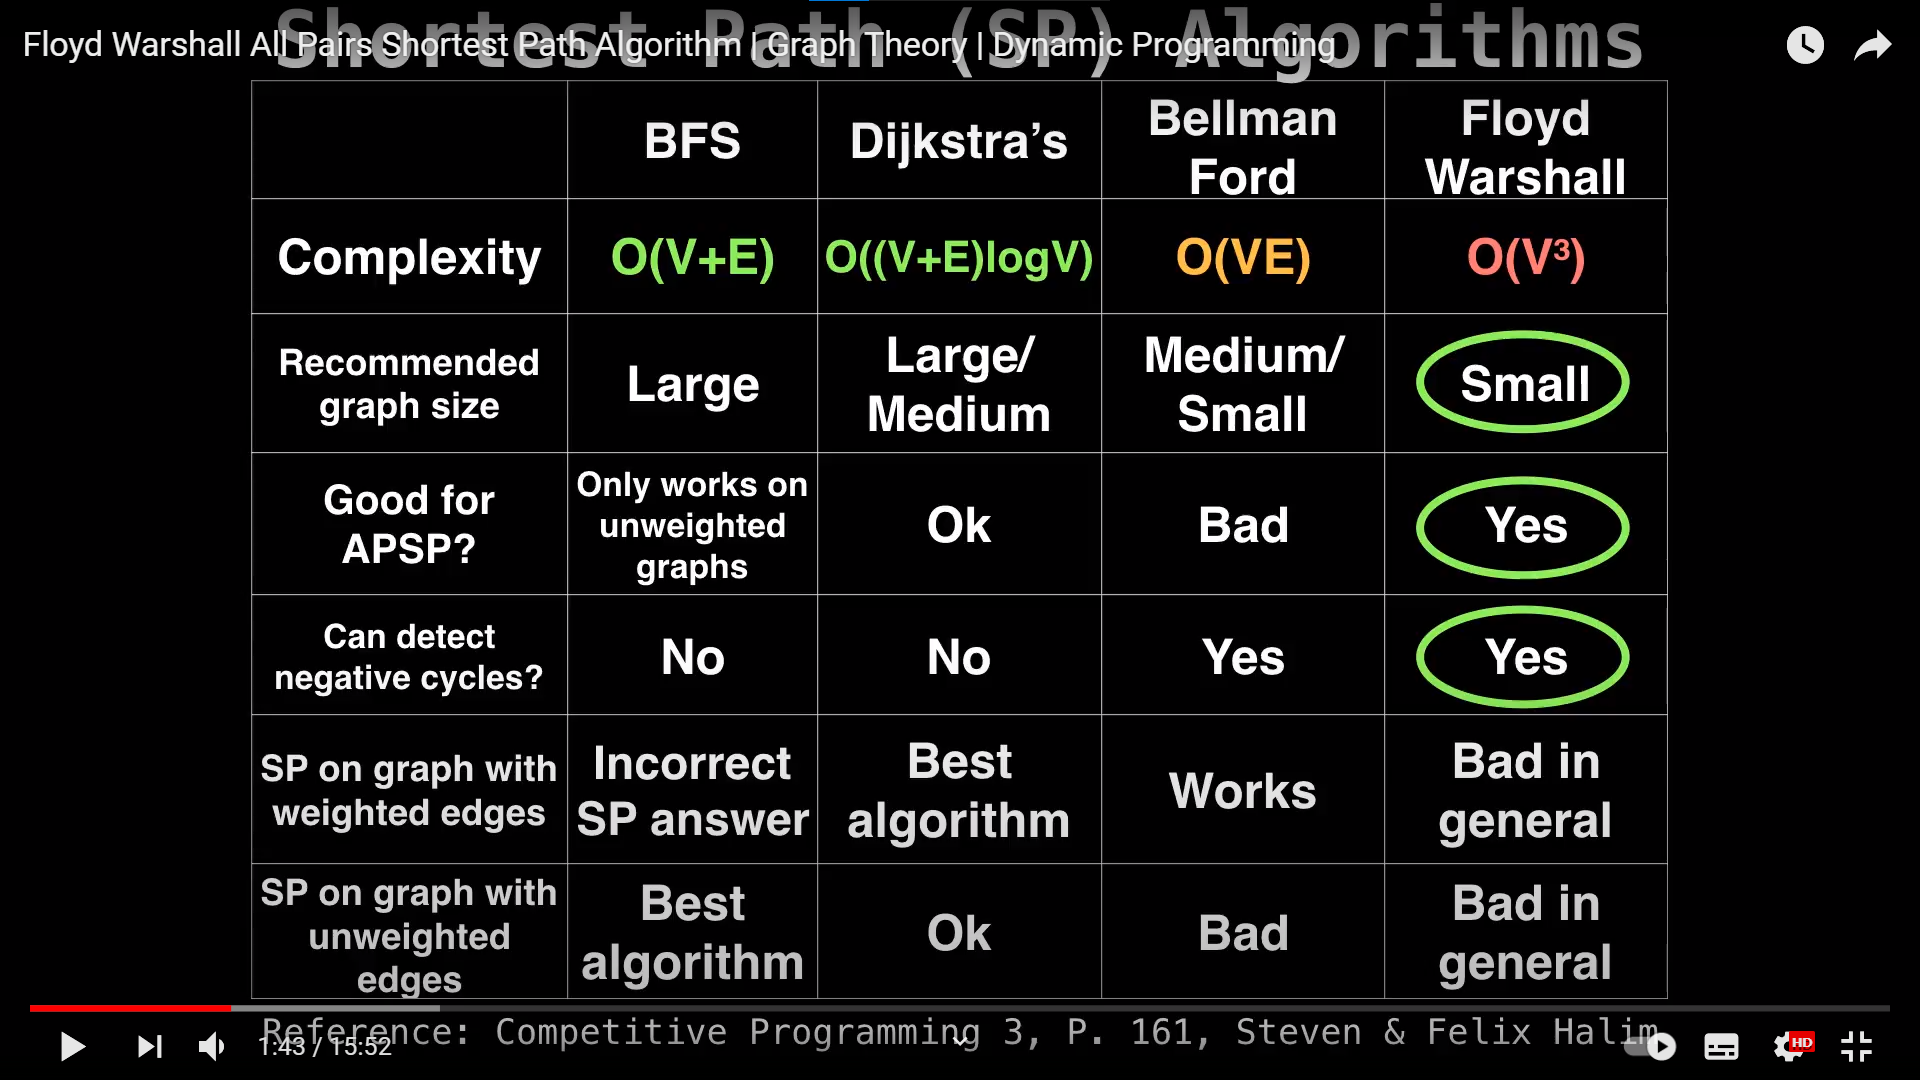 Shortest Path (SP) Algorithms
Floyd Warshall All Pairs Shortest Path Algorithm | Graph Theory | Dynamic Programming
BFS
Dijkstra’s
Bellman
Ford
Floyd
Warshall
Complexity
O(V+E)
O((V+E)logV)
O(VE)
O(V³)
Recommended
graph size
Large
Large/
Medium
Medium/
Small
Small
Good for
APSP?
Only works on
unweighted
graphs
Ok
Bad
Yes
Can detect
negative cycles?
No
No
Yes
Yes
SP on graph with
weighted edges
Incorrect
SP answer
Best
algorithm
Works
Bad in
general
SP on graph with
unweighted
edges
Best
algorithm
Ok
Bad
Bad in
general
Reference: Competitive Programming 3, P. 161, Steven & Felix Halim
1:43 / 15:52
HD